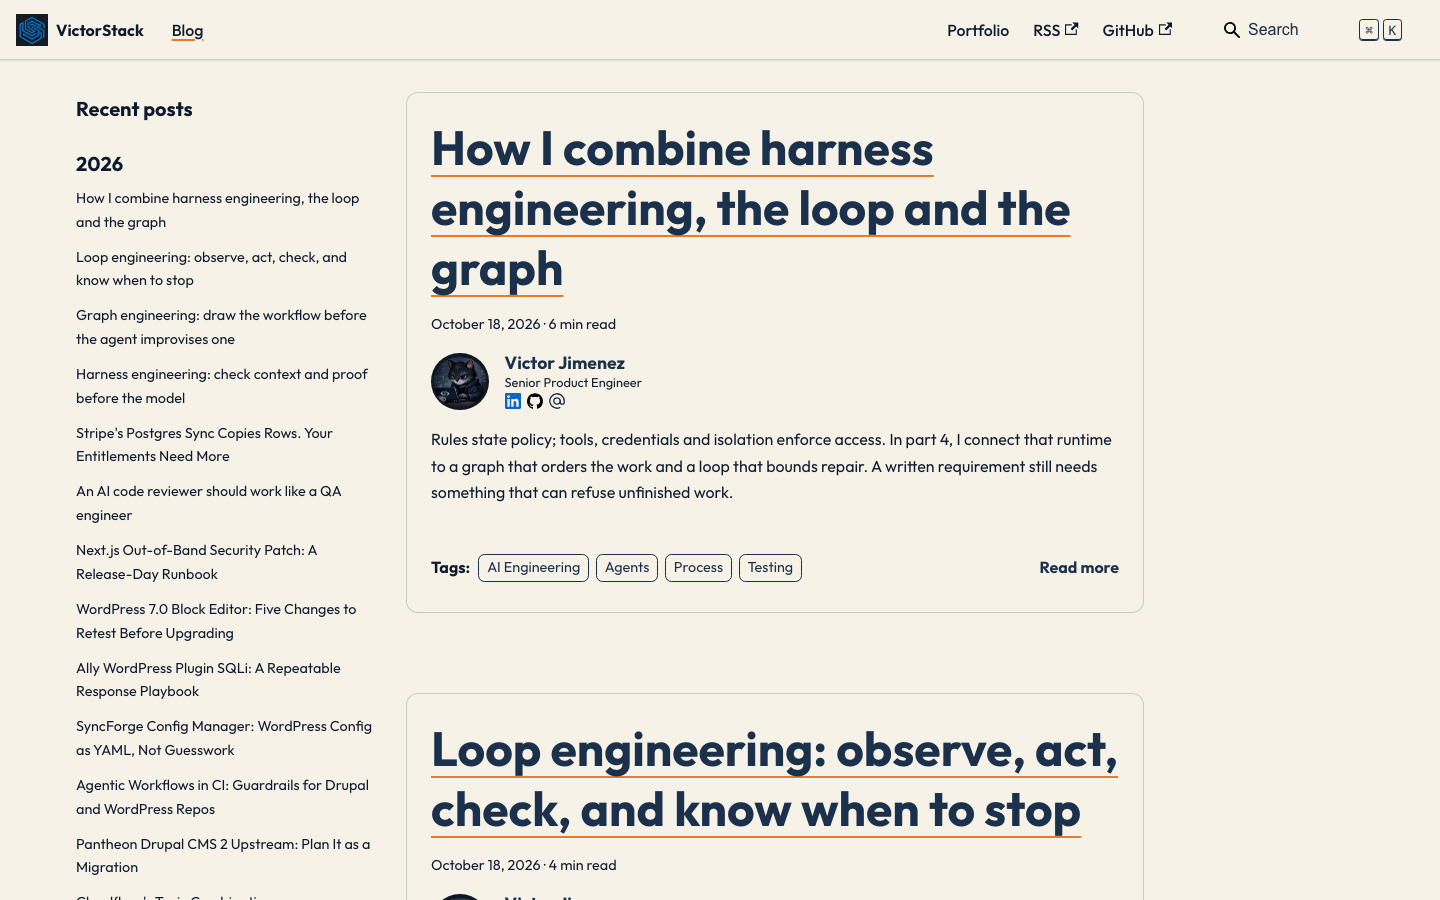 VictorStack
Blog
Portfolio
RSS
GitHub
Search
⌘ K
Recent posts
2026
How I combine harness engineering, the loop
and the graph
Loop engineering: observe, act, check, and
know when to stop
Graph engineering: draw the workflow before
the agent improvises one
Harness engineering: check context and proof
before the model
Stripe's Postgres Sync Copies Rows. Your
Entitlements Need More
An AI code reviewer should work like a QA
engineer
Next.js Out-of-Band Security Patch: A
Release-Day Runbook
WordPress 7.0 Block Editor: Five Changes to
Retest Before Upgrading
Ally WordPress Plugin SQLi: A Repeatable
Response Playbook
SyncForge Config Manager: WordPress Config
as YAML, Not Guesswork
Agentic Workflows in CI: Guardrails for Drupal
and WordPress Repos
Pantheon Drupal CMS 2 Upstream: Plan It as a
Migration
How I combine harness
engineering, the loop and the
graph
October 18, 2026 · 6 min read
Victor Jimenez
Senior Product Engineer
Rules state policy; tools, credentials and isolation enforce access. In part 4, I connect that runtime
to a graph that orders the work and a loop that bounds repair. A written requirement still needs
something that can refuse unfinished work.
Tags: AI Engineering Agents Process Testing
Read more
Loop engineering: observe, act,
check, and know when to stop
October 18, 2026 · 4 min read